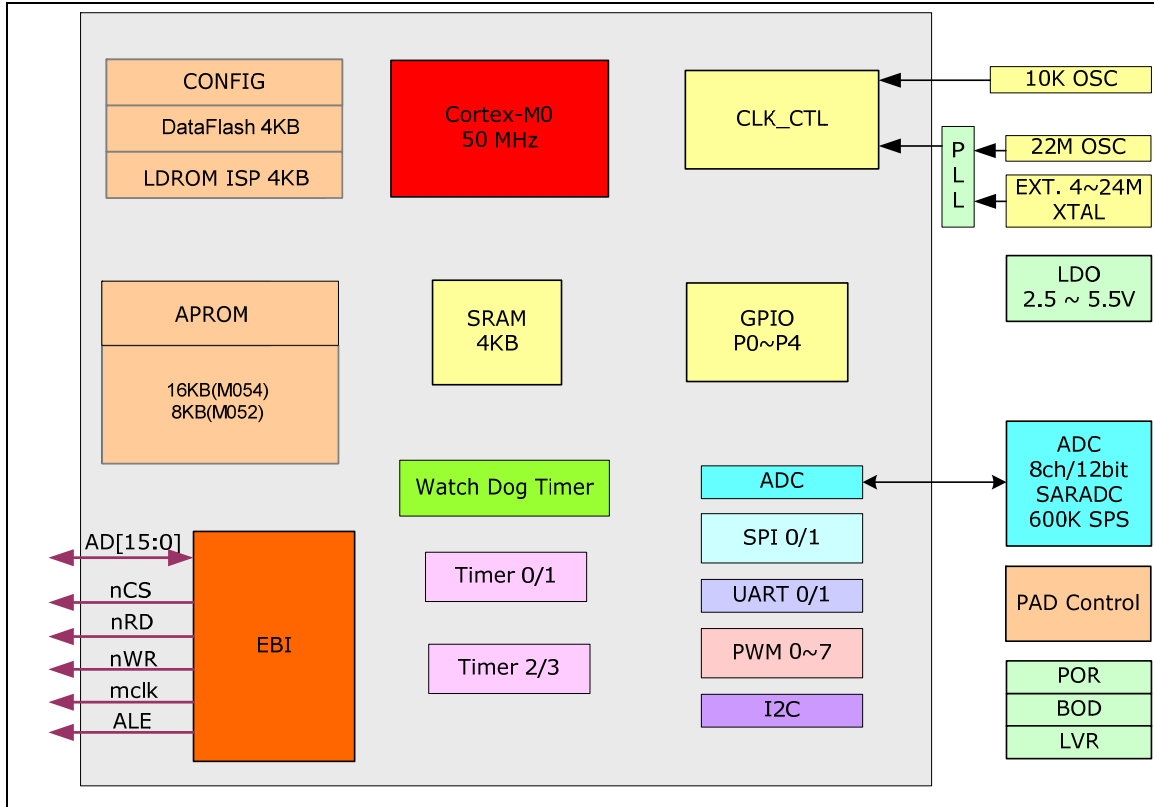 CONFIG
DataFlash 4KB
LDROM ISP 4KB
Cortex-M0
50 MHz
CLK_CTL
10K OSC
PLL
22M OSC
EXT. 4~24M
XTAL
LDO
2.5 ~ 5.5V
APROM
16KB(M054)
8KB(M052)
SRAM
4KB
GPIO
P0~P4
Watch Dog Timer
ADC
ADC
8ch/12bit
SARADC
600K SPS
SPI 0/1
AD[15:0]
nCS
nRD
nWR
mclk
ALE
EBI
Timer 0/1
Timer 2/3
UART 0/1
PWM 0~7
I2C
PAD Control
POR
BOD
LVR